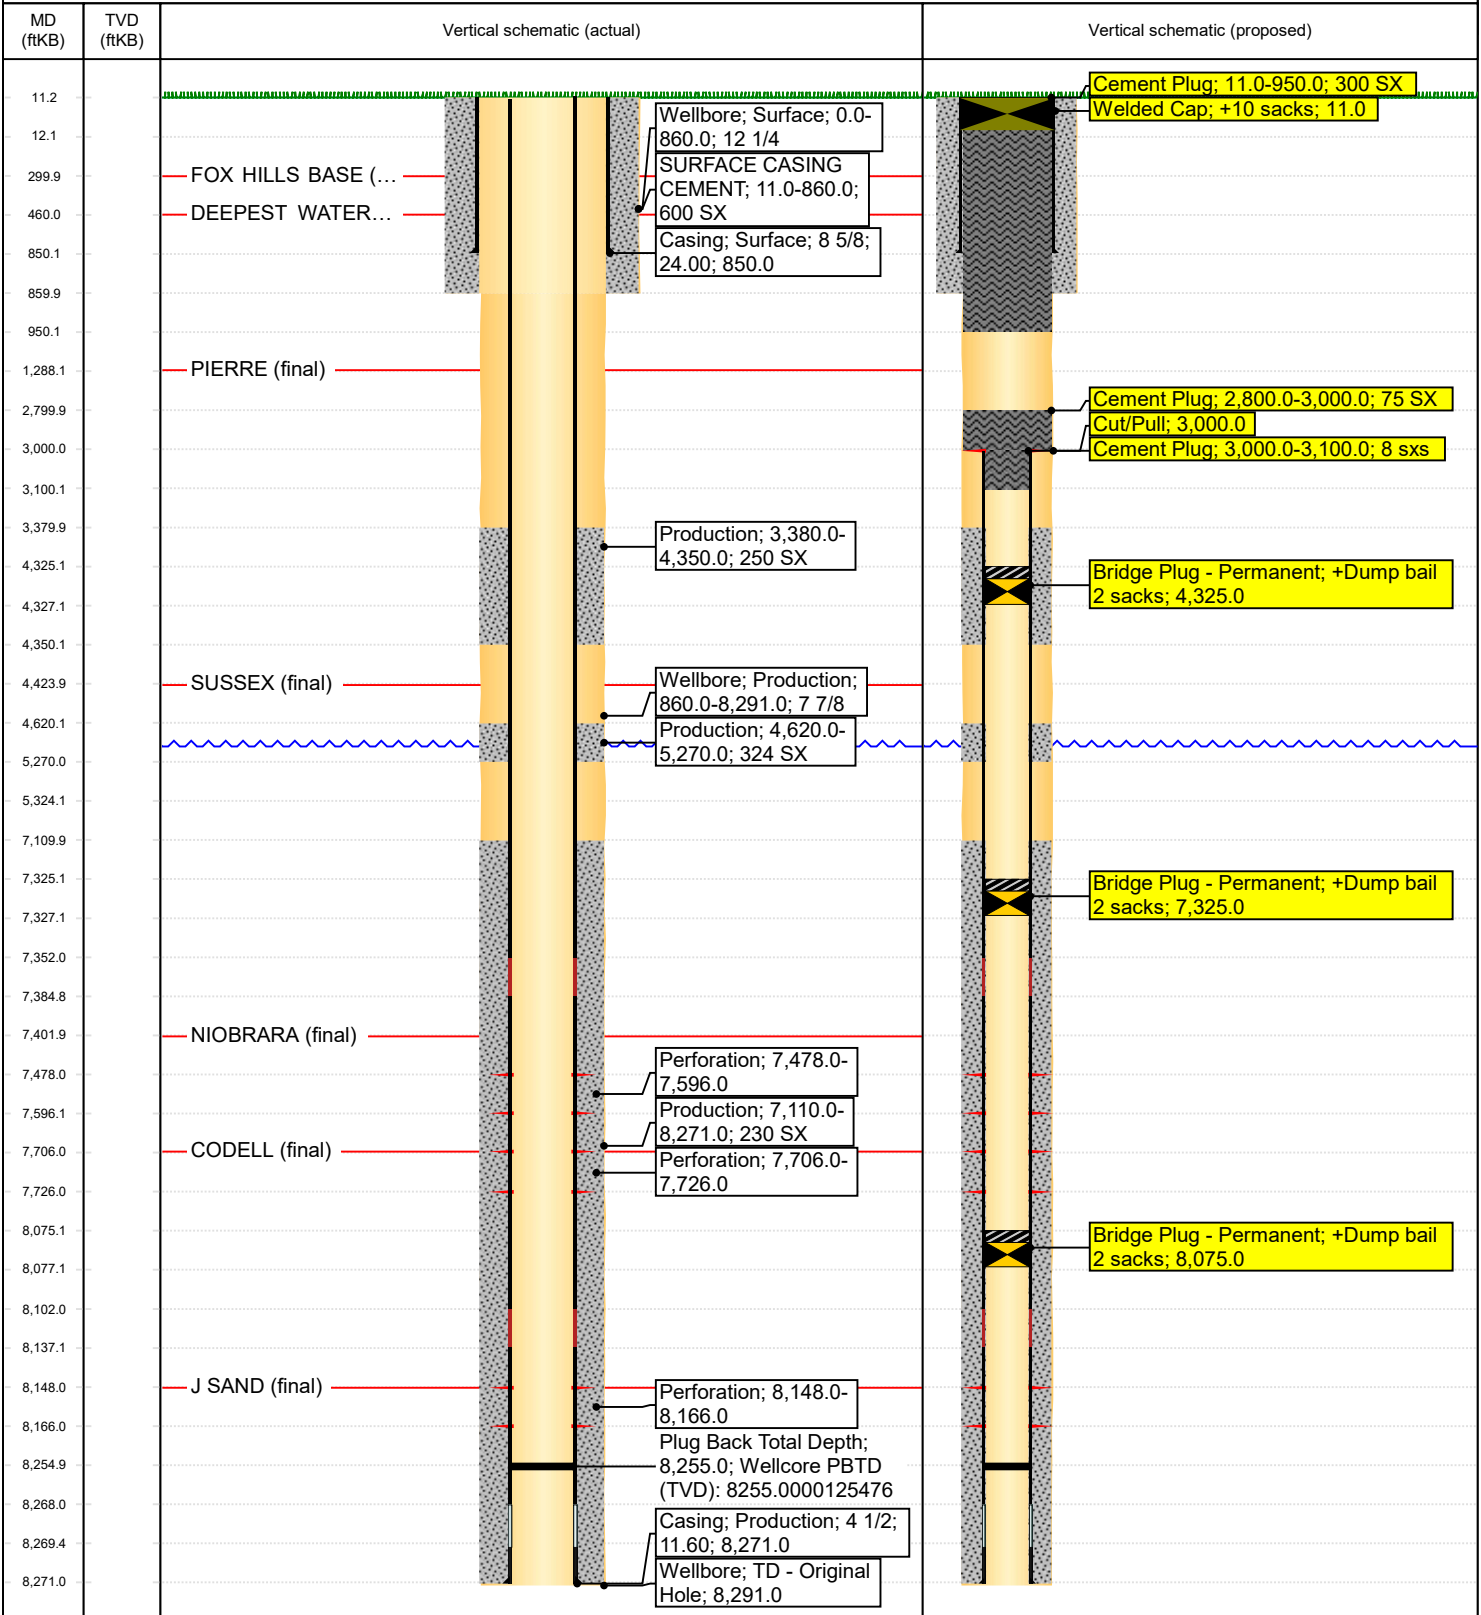 MD
(ftKB)
TVD
(ftKB)
Vertical schematic (actual)
Vertical schematic (proposed)
11.2
12.1
299.9
460.0
850.1
859.9
950.1
1,288.1
2,799.9
3,000.0
3,100.1
3,379.9
4,325.1
4,327.1
4,350.1
4,423.9
4,620.1
5,270.0
5,324.1
7,109.9
7,325.1
7,327.1
7,352.0
7,384.8
7,401.9
7,478.0
7,596.1
7,706.0
7,726.0
8,075.1
8,077.1
8,102.0
8,137.1
8,148.0
8,166.0
8,254.9
8,268.0
8,269.4
8,271.0
FOX HILLS BASE (...
DEEPEST WATER...
PIERRE (final)
SUSSEX (final)
NIOBRARA (final)
CODELL (final)
J SAND (final)
Wellbore; Surface; 0.0-
860.0; 12 1/4
SURFACE CASING
CEMENT; 11.0-860.0;
600 SX
Casing; Surface; 8 5/8;
24.00; 850.0
Production; 3,380.0-
4,350.0; 250 SX
Wellbore; Production;
860.0-8,291.0; 7 7/8
Production; 4,620.0-
5,270.0; 324 SX
Perforation; 7,478.0-
7,596.0
Production; 7,110.0-
8,271.0; 230 SX
Perforation; 7,706.0-
7,726.0
Perforation; 8,148.0-
8,166.0
Plug Back Total Depth;
8,255.0; Wellcore PBTD
(TVD): 8255.0000125476
Casing; Production; 4 1/2;
11.60; 8,271.0
Wellbore; TD - Original
Hole; 8,291.0
Cement Plug; 11.0-950.0; 300 SX
Welded Cap; +10 sacks; 11.0
Cement Plug; 2,800.0-3,000.0; 75 SX
Cut/Pull; 3,000.0
Cement Plug; 3,000.0-3,100.0; 8 sxs
Bridge Plug - Permanent; +Dump bail
2 sacks; 4,325.0
Bridge Plug - Permanent; +Dump bail
2 sacks; 7,325.0
Bridge Plug - Permanent; +Dump bail
2 sacks; 8,075.0